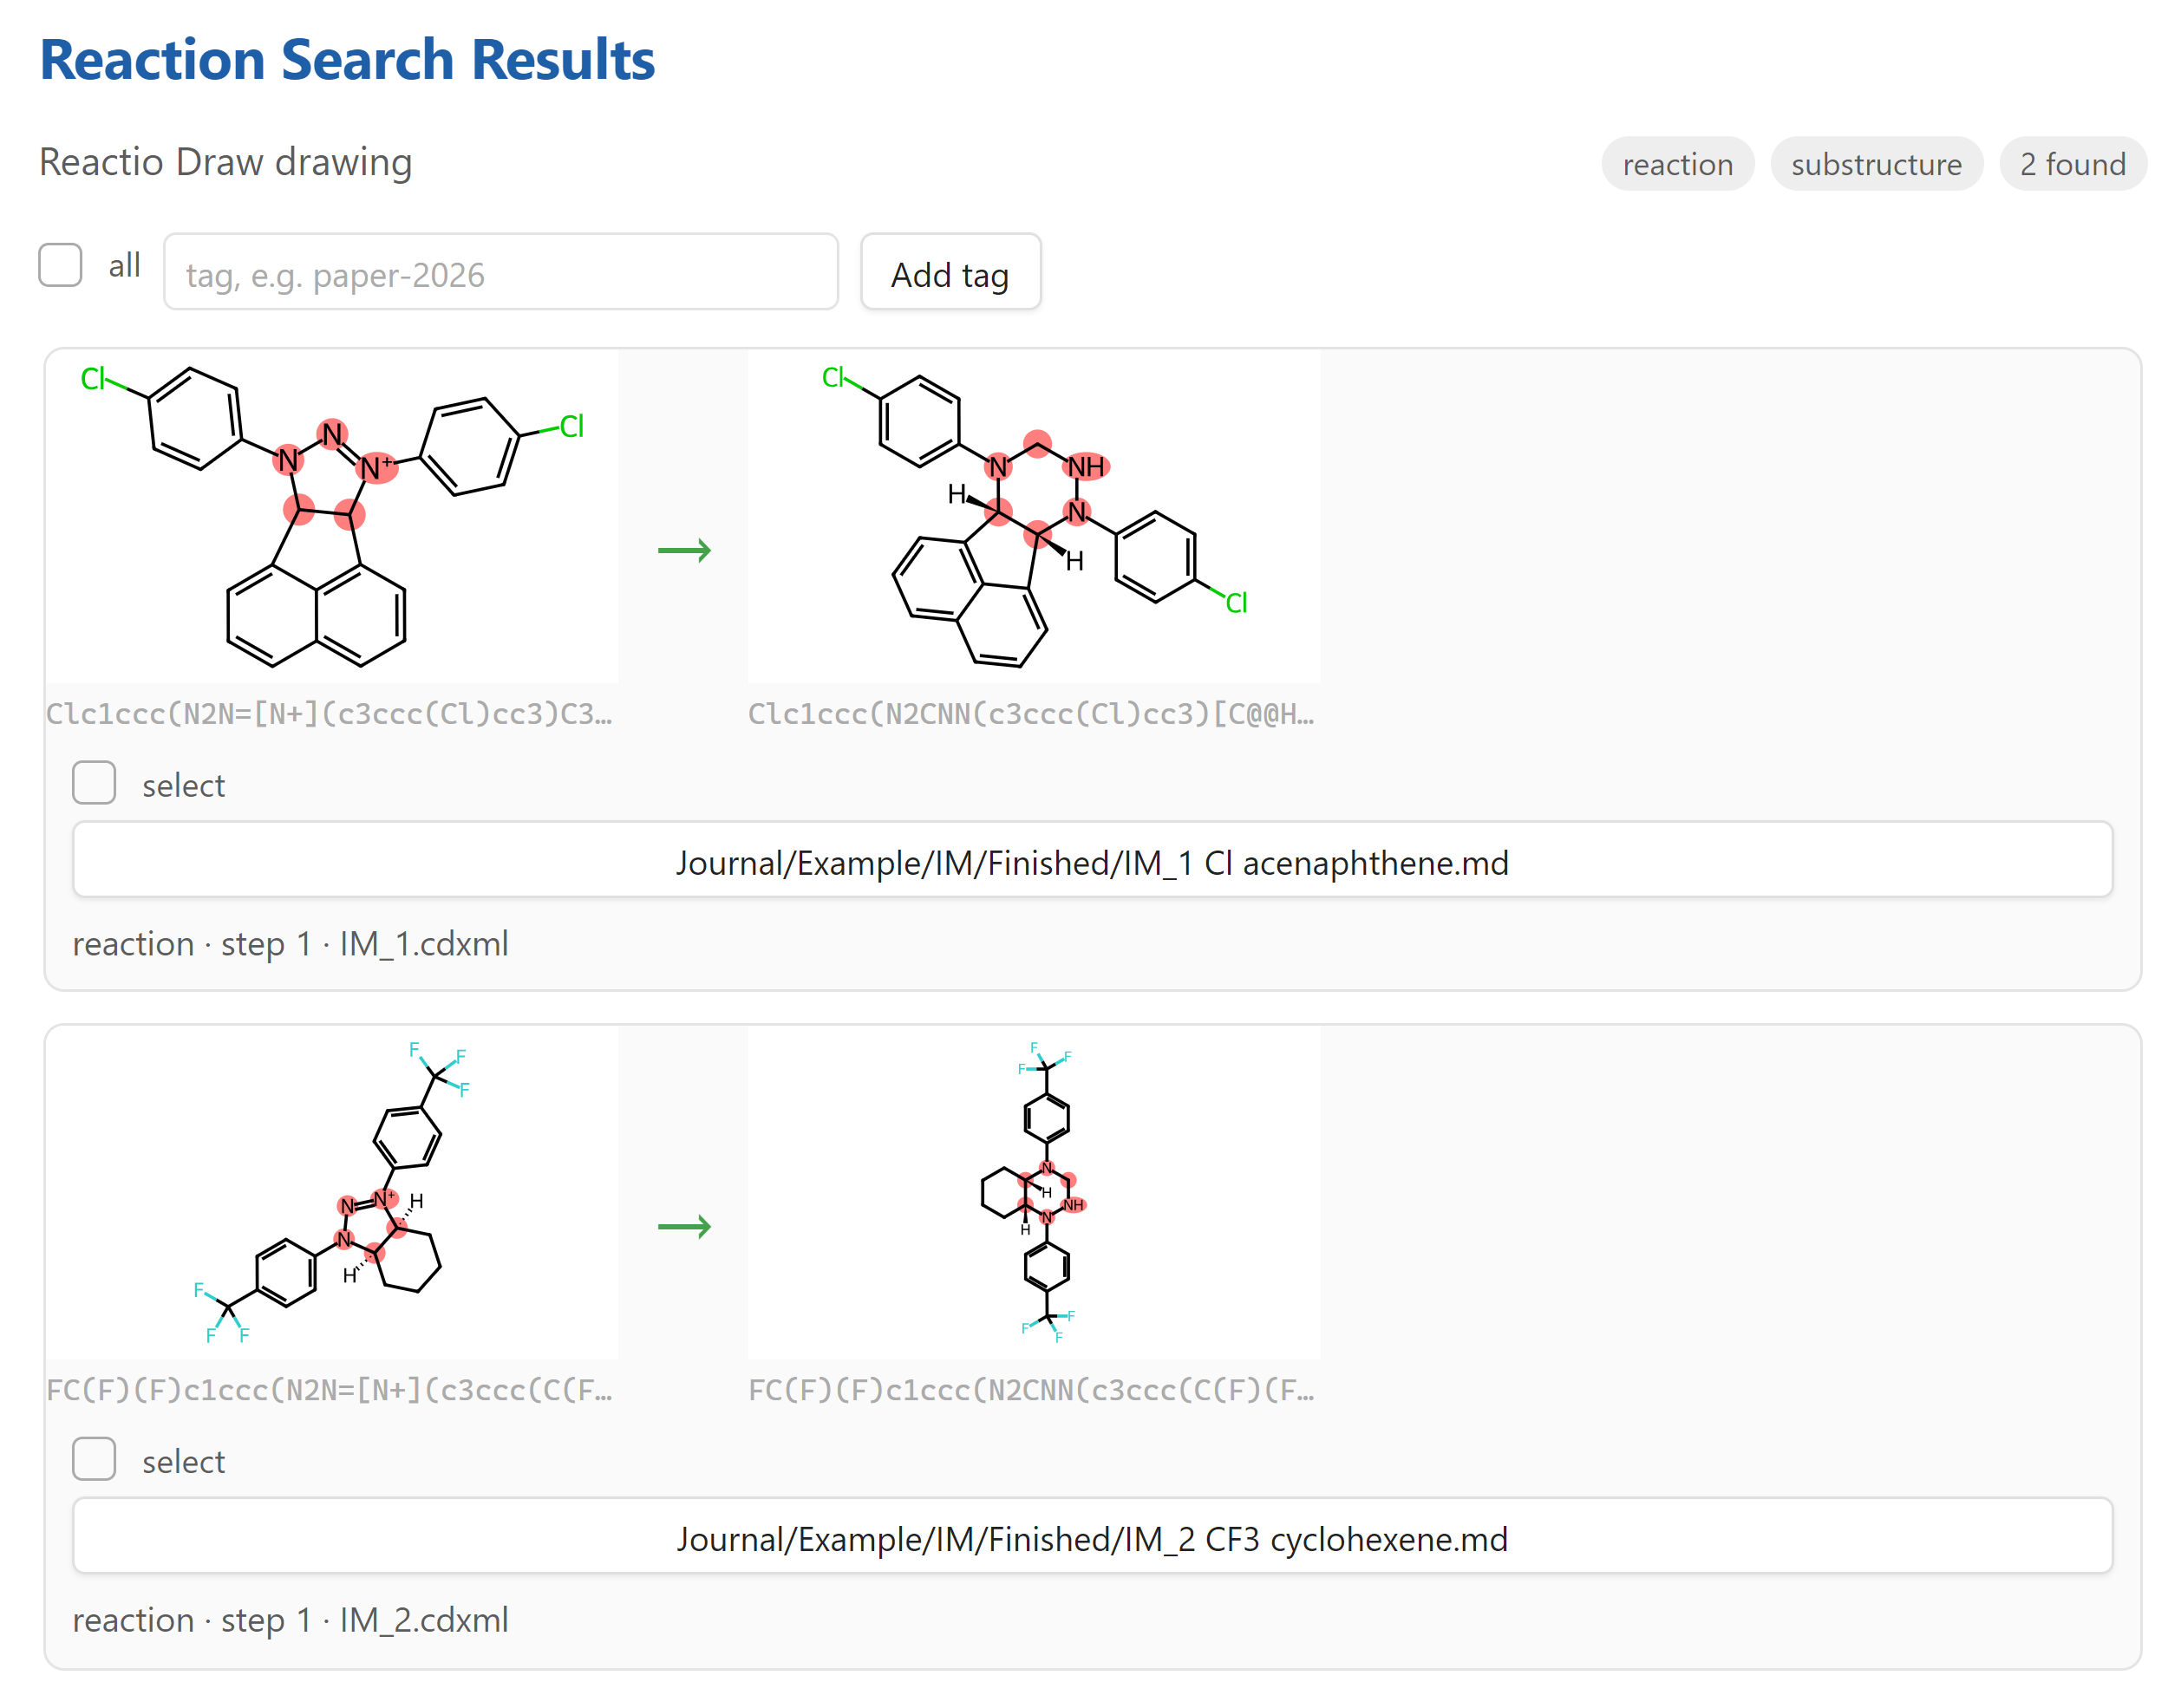 Reaction Search Results
Reactio Draw drawing
reaction substructure 2 found
all tag, e.g. paper-2026 Add tag
Cl
N
N
N+
Cl
Cl
N
NH
H
N
H
Cl
Clc1ccc(N2N=[N+](c3ccc(Cl)cc3)C3…
Clc1ccc(N2CNN(c3ccc(Cl)cc3)[C@@H…
select
Journal/Example/IM/Finished/IM_1 Cl acenaphthene.md
reaction · step 1 · IM_1.cdxml
F
F
F
N
N+
H
N
H
F
F
F
F
F
F
N
H
NH
N
H
F
F
F
FC(F)(F)c1ccc(N2N=[N+](c3ccc(C(F…
FC(F)(F)c1ccc(N2CNN(c3ccc(C(F)(F…
select
Journal/Example/IM/Finished/IM_2 CF3 cyclohexene.md
reaction · step 1 · IM_2.cdxml